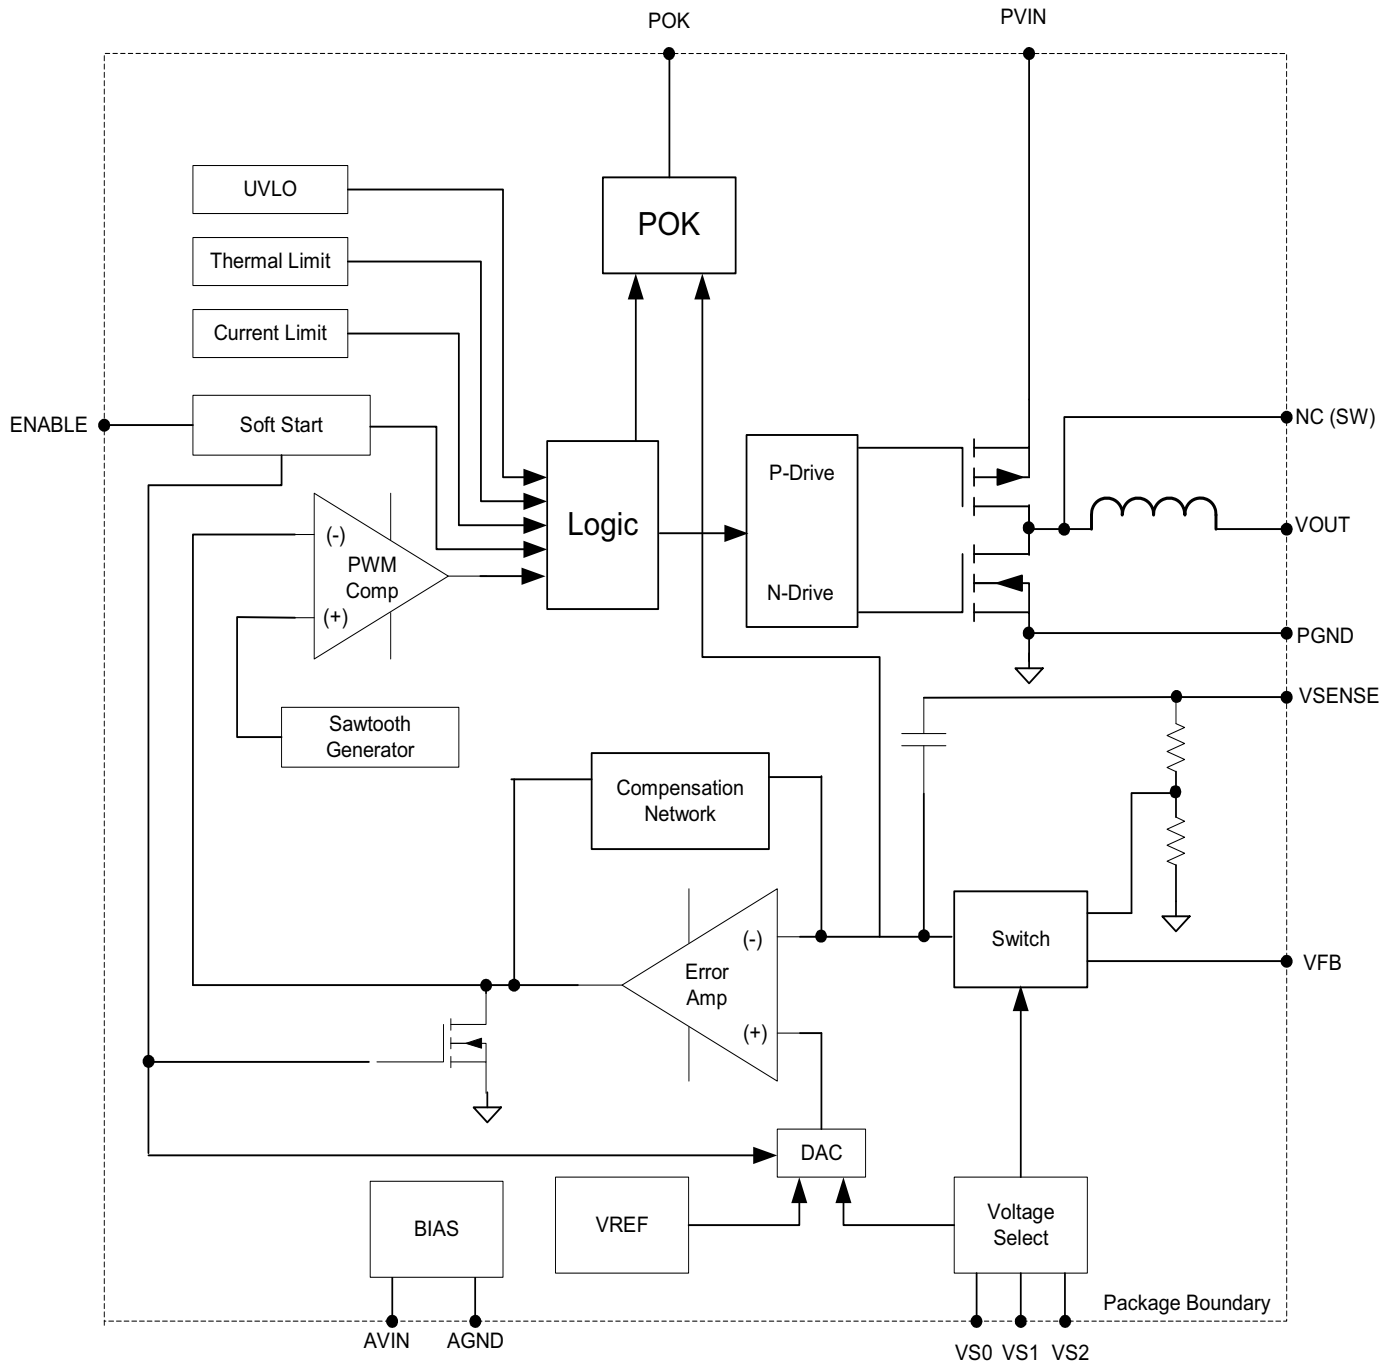 POK
PVIN
UVLO
POK
Thermal Limit
Current Limit
ENABLE
Soft Start
NC (SW)
P-Drive
Logic
VOUT
(-)
PWM
Comp
N-Drive
(+)
PGND
VSENSE
Sawtooth
Generator
Compensation
Network
(-)
Switch
Error
Amp
VFB
(+)
DAC
BIAS
VREF
Voltage
Select
Package Boundary
AVIN
AGND
VS0
VS1
VS2